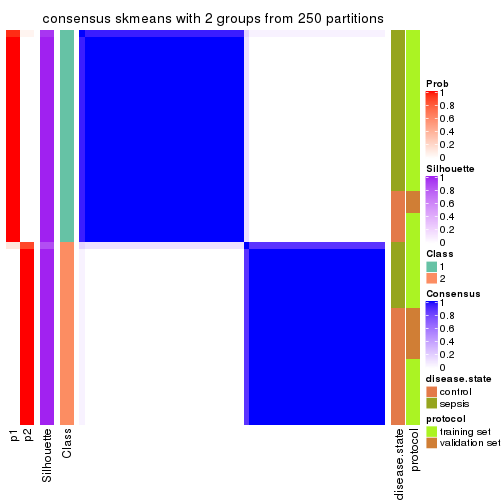 consensus skmeans with 2 groups from 250 partitions
Prob
1
0.8
0.6
0.4
0.2
0
Silhouette
1
0.8
0.6
0.4
0.2
0
Class
1
2
Consensus
1
0.8
0.6
0.4
0.2
0
disease.state
control
sepsis
protocol
training set
validation set
p1
p2
Silhouette
Class
disease.state
protocol